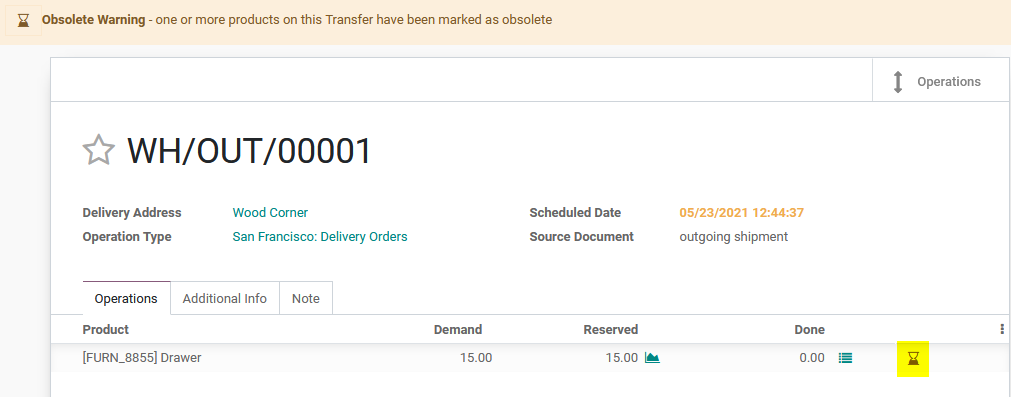 Obsolete Warning - one or more products on this Transfer have been marked as obsolete
Operations
WH/OUT/00001
Delivery Address Wood Corner Scheduled Date 05/23/2021 12:44:37
Operation Type San Francisco: Delivery Orders Source Document outgoing shipment
Operations Additional Info Note
Product Demand Reserved Done
[FURN_8855] Drawer 15.00 15.00 0.00